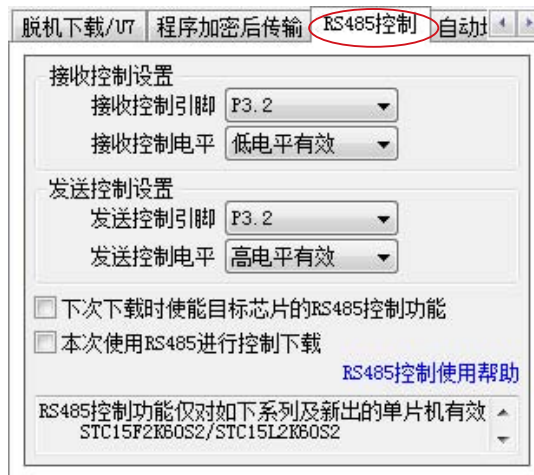 脱机下载/U7 程序加密后传输 RS485控制 自动
接收控制设置
接收控制引脚 P3.2
接收控制电平 低电平有效
发送控制设置
发送控制引脚 P3.2
发送控制电平 高电平有效
下次下载时使能目标芯片的RS485控制功能
本次使用RS485进行控制下载
RS485控制使用帮助
RS485控制功能仅对如下系列及新出的单片机有效
STC15F2K60S2/STC15L2K60S2